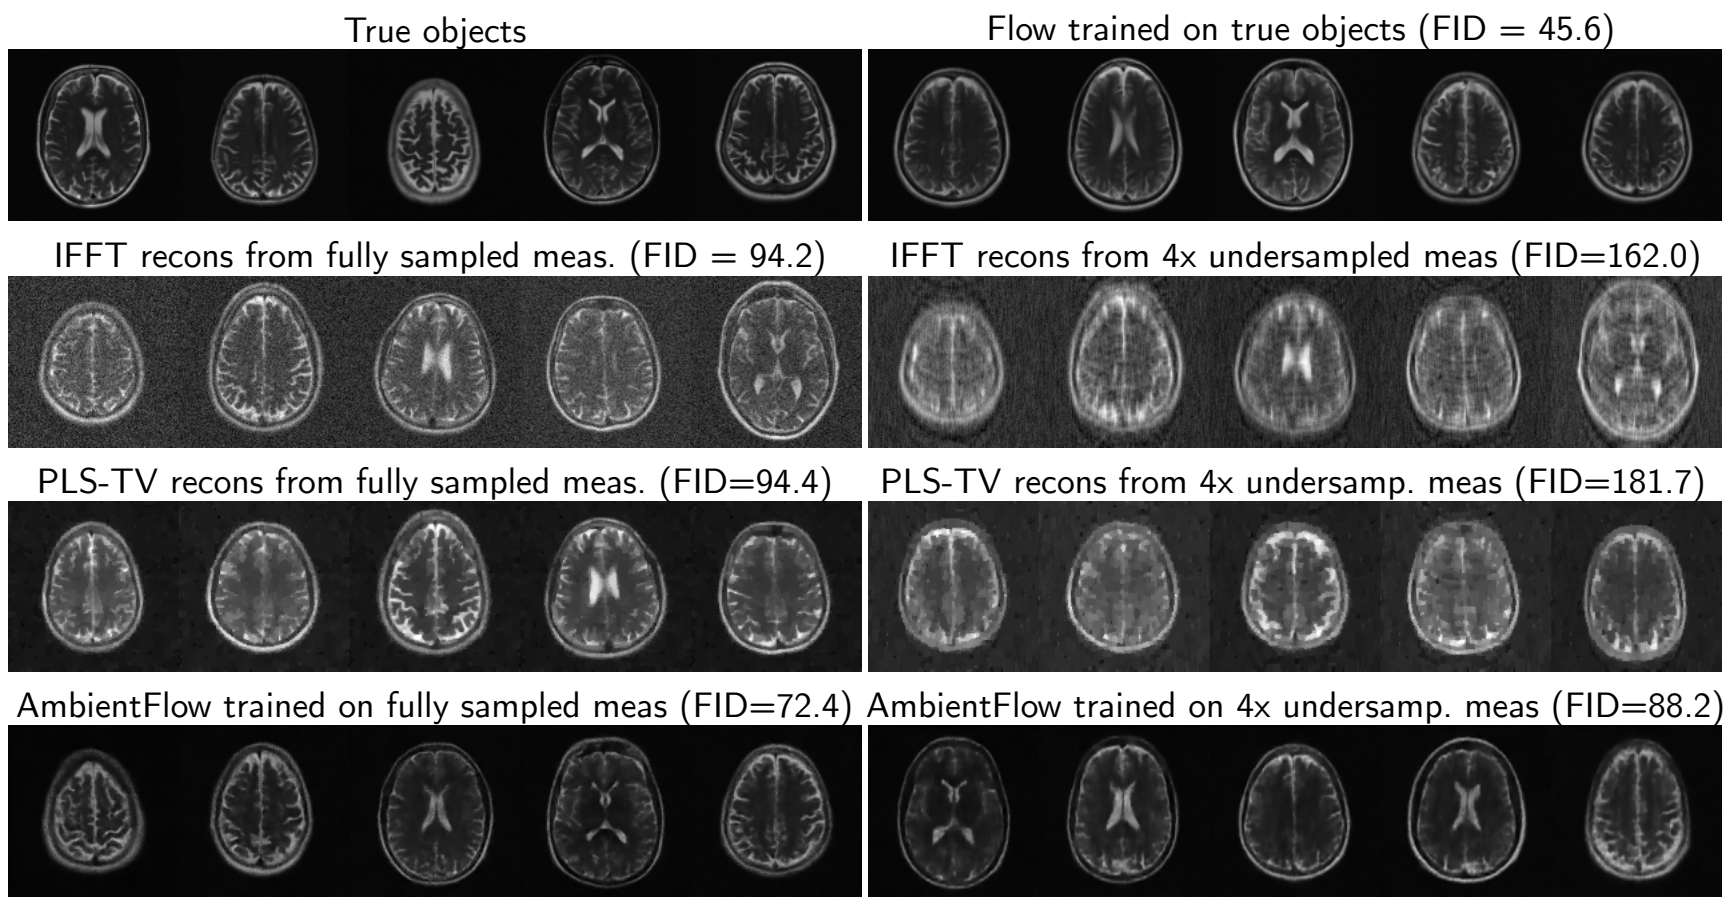 True objects
Flow trained on true objects (FID = 45.6)
IFFT recons from fully sampled meas. (FID = 94.2)
IFFT recons from 4x undersampled meas (FID=162.0)
PLS-TV recons from fully sampled meas. (FID=94.4)
PLS-TV recons from 4x undersamp. meas (FID=181.7)
AmbientFlow trained on fully sampled meas (FID=72.4)
AmbientFlow trained on 4x undersamp. meas (FID=88.2)